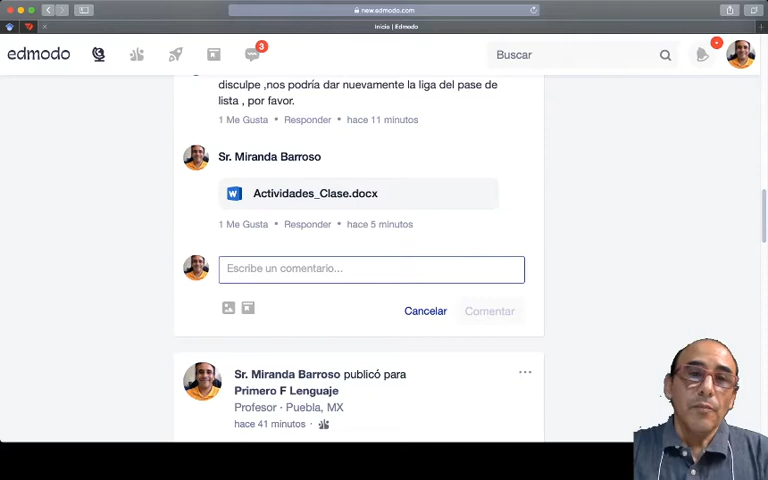 new.edmodo.com
Inicio | Edmodo
edmodo
3
Buscar
disculpe ,nos podría dar nuevamente la liga del pase de
lista , por favor.
1 Me Gusta • Responder • hace 11 minutos
Sr. Miranda Barroso
W Actividades_Clase.docx
1 Me Gusta • Responder • hace 5 minutos
Escribe un comentario...
Cancelar Comentar
Sr. Miranda Barroso publicó para
Primero F Lenguaje
Profesor · Puebla, MX
hace 41 minutos ·